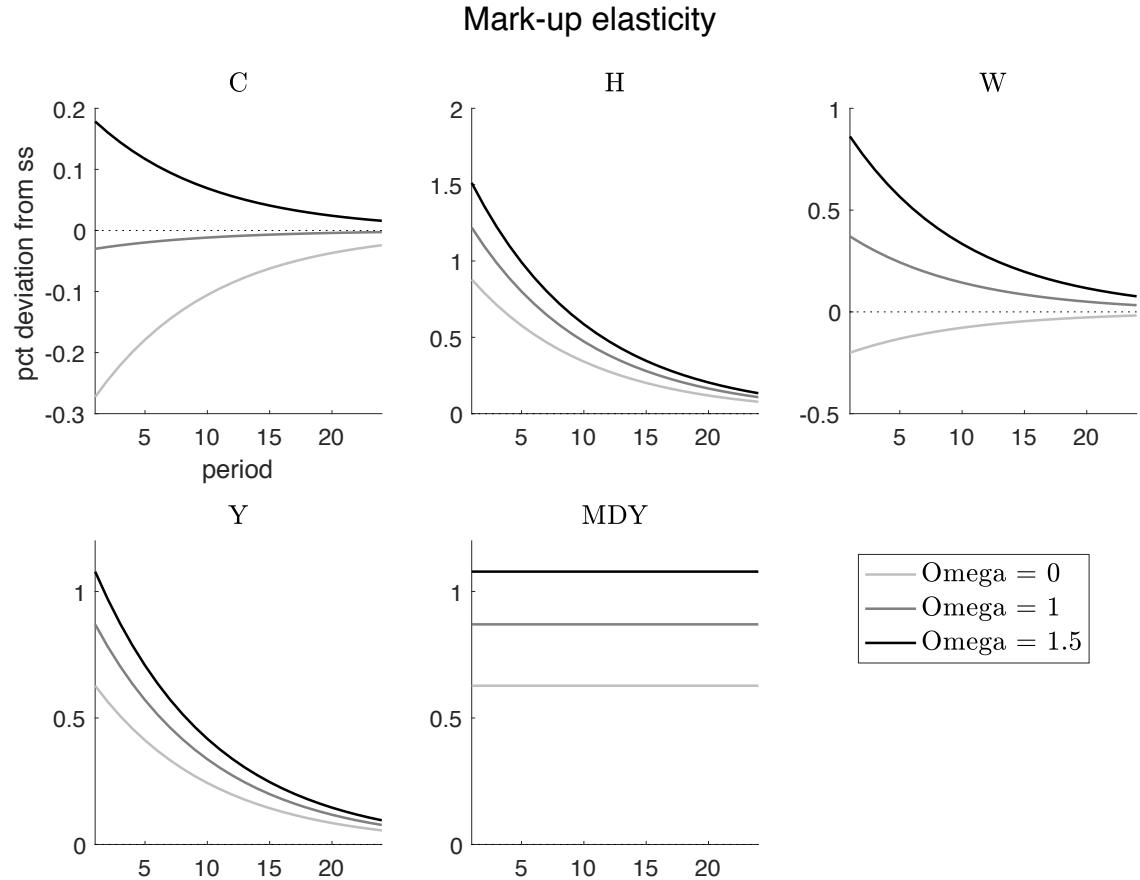 Mark-up elasticity
C
H
W
pct deviation from ss
0.2
0.1
0
-0.1
-0.2
-0.3
5 10 15 20
period
2
1.5
1
0.5
0
5 10 15 20
1
0.5
0
-0.5
5 10 15 20
Y
MDY
1
0.5
0
5 10 15 20
1
0.5
0
5 10 15 20
Omega = 0
Omega = 1
Omega = 1.5